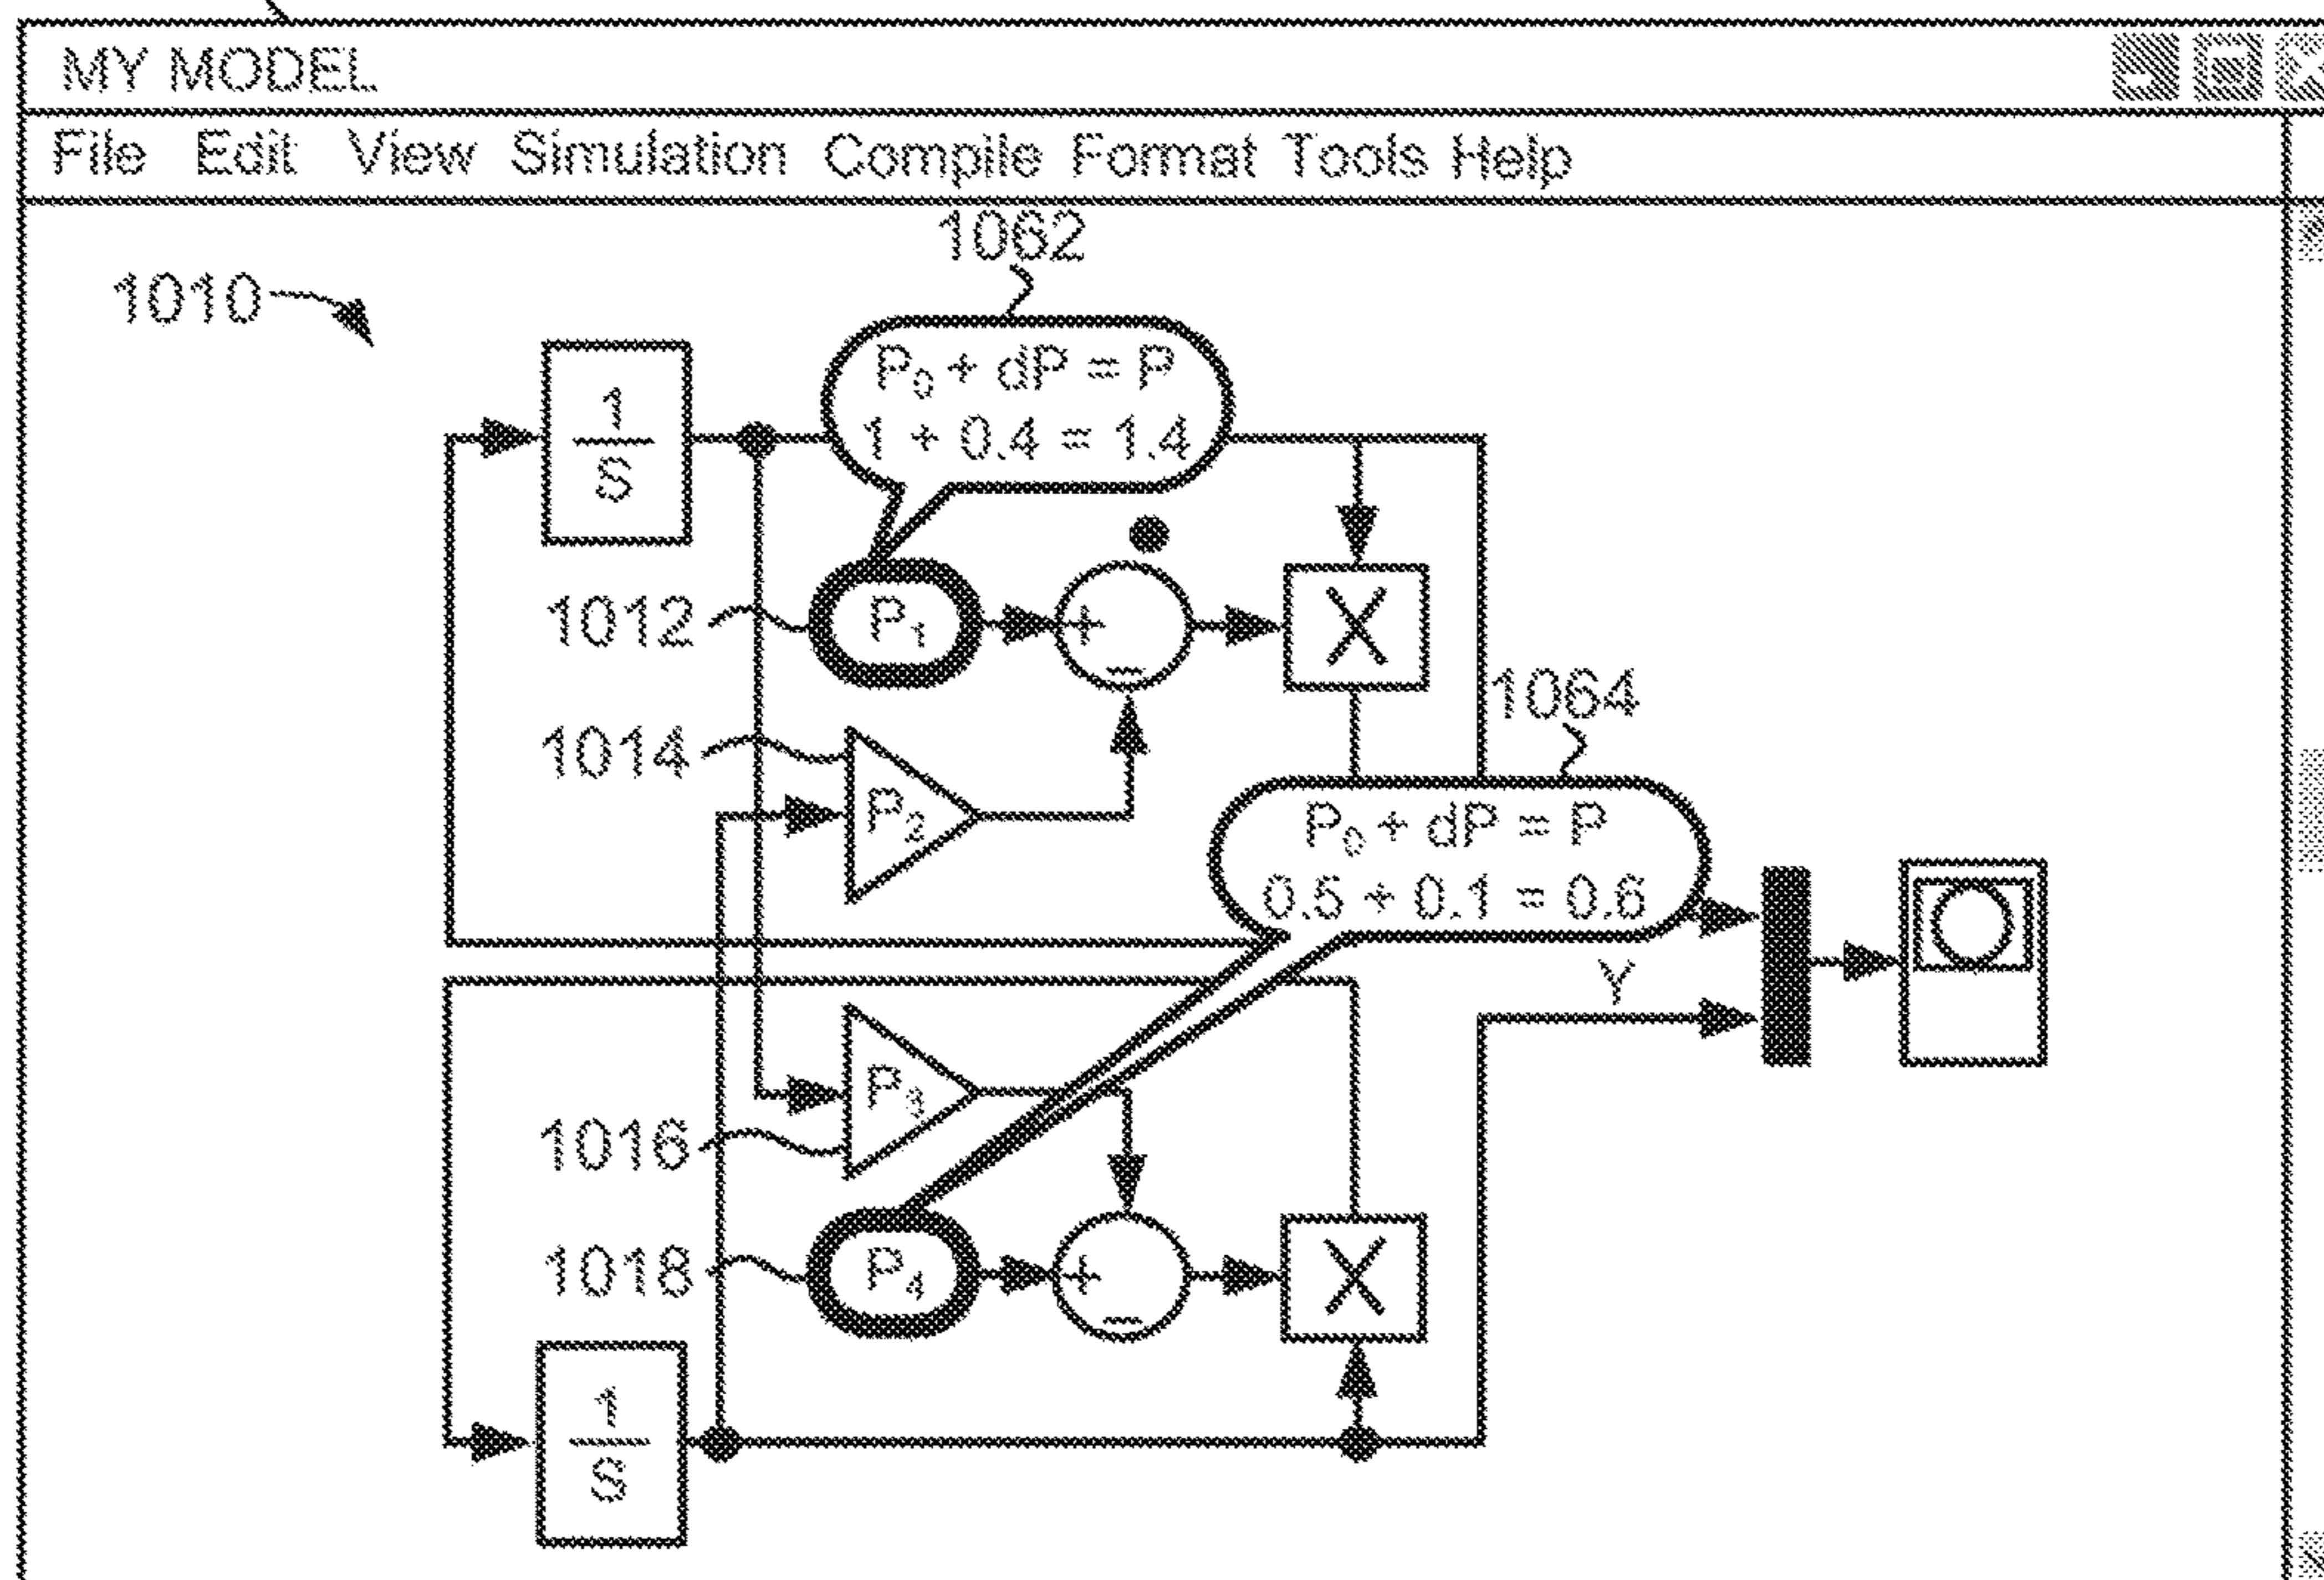 MY MODEL
File Edit View Simulation Compile Format Tools Help
1062
1010
P₀ + dP = P
1 + 0.4 = 1.4
1
S
1012
P₁
+
−
X
1064
1014
P₂
P₀ + dP = P
0.5 + 0.1 = 0.6
Y
P₃
1016
1018
P₄
+
−
X
1
S